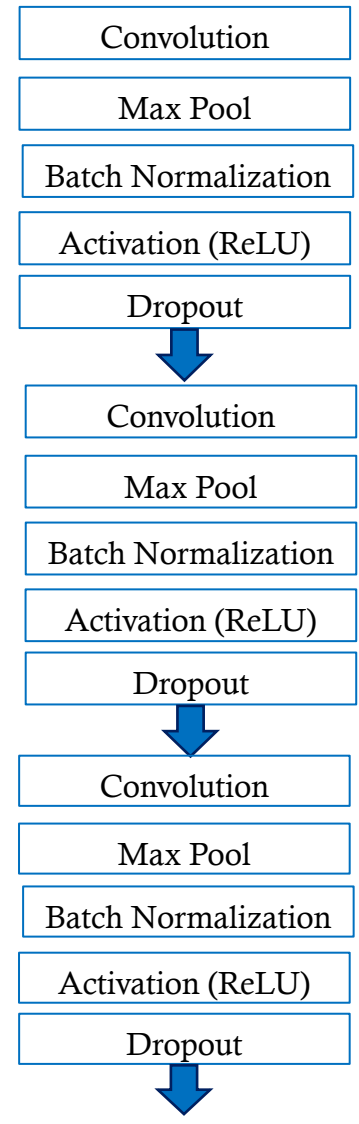 Convolution
Max Pool
Batch Normalization
Activation (ReLU)
Dropout
Convolution
Max Pool
Batch Normalization
Activation (ReLU)
Dropout
Convolution
Max Pool
Batch Normalization
Activation (ReLU)
Dropout